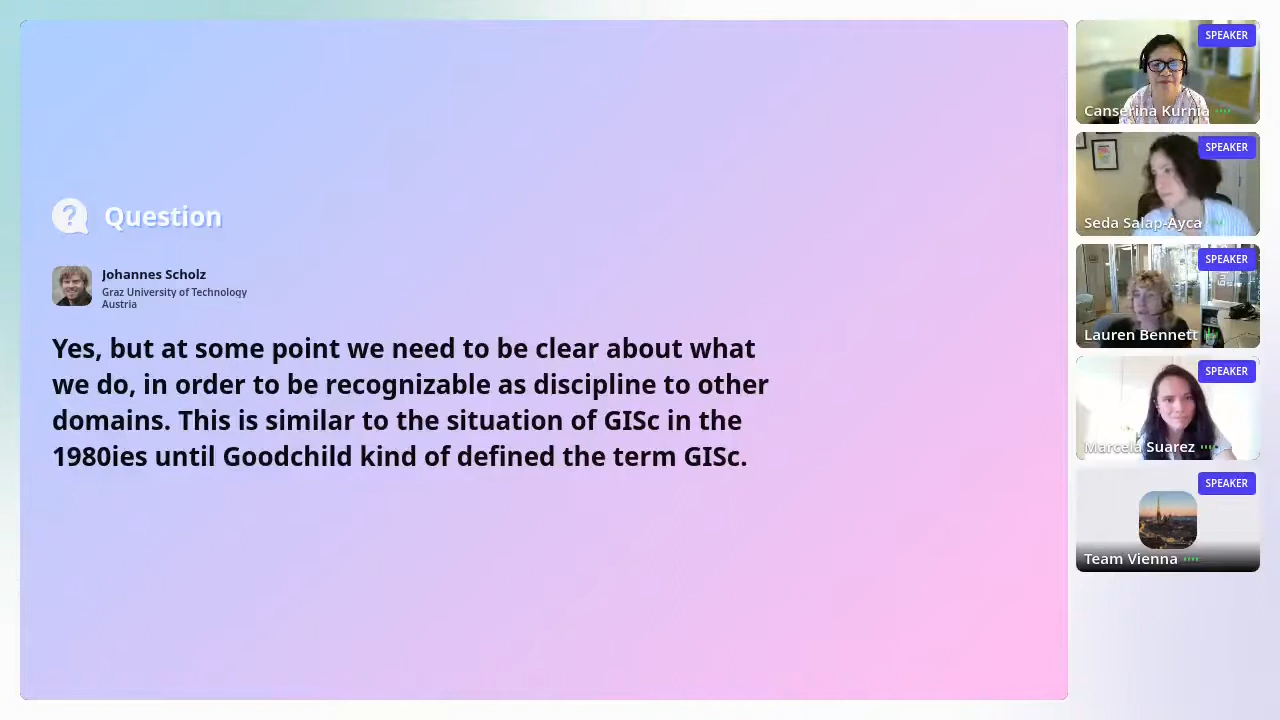 Question
Johannes Scholz
Graz University of Technology
Austria
Yes, but at some point we need to be clear about what
we do, in order to be recognizable as discipline to other
domains. This is similar to the situation of GISc in the
1980ies until Goodchild kind of defined the term GISc.
SPEAKER
Canserina Kurnia
SPEAKER
Seda Salap-Ayca
SPEAKER
Lauren Bennett
SPEAKER
Marcela Suarez
SPEAKER
Team Vienna